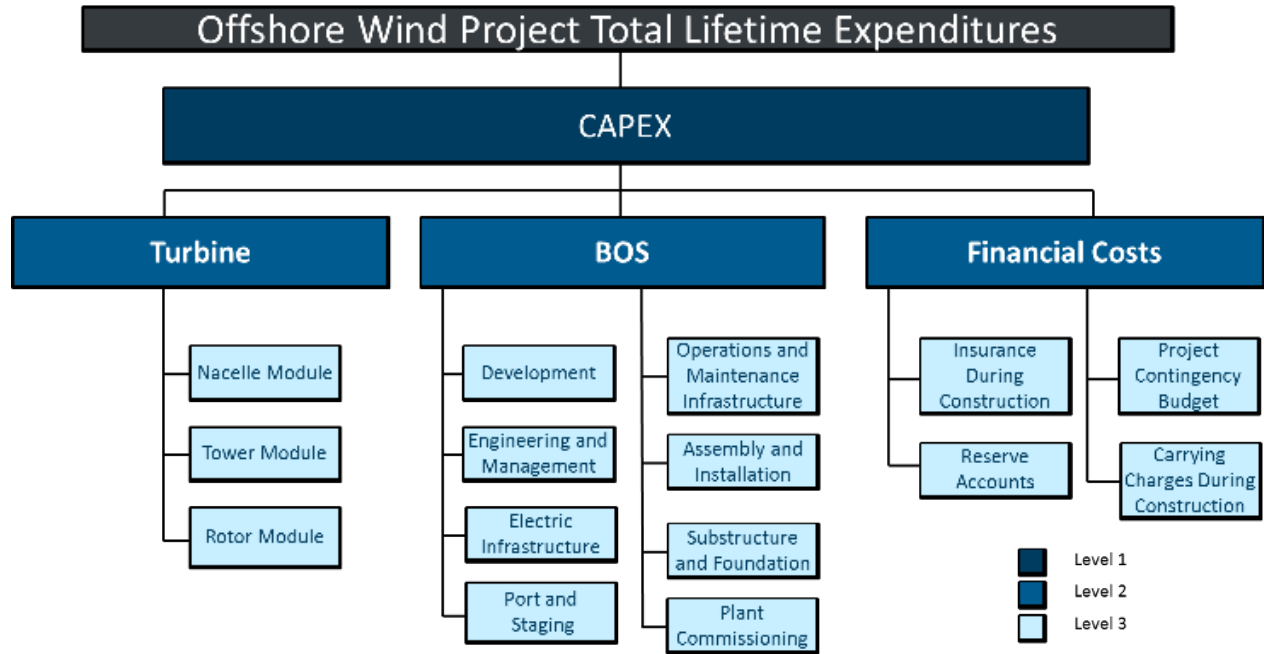 Offshore Wind Project Total Lifetime Expenditures
CAPEX
Turbine
BOS
Financial Costs
Nacelle Module
Tower Module
Rotor Module
Development
Engineering and
Management
Electric
Infrastructure
Port and
Staging
Operations and
Maintenance
Infrastructure
Assembly and
Installation
Substructure
and Foundation
Plant
Commissioning
Insurance
During
Construction
Reserve
Accounts
Project
Contingency
Budget
Carrying
Charges During
Construction
Level 1
Level 2
Level 3